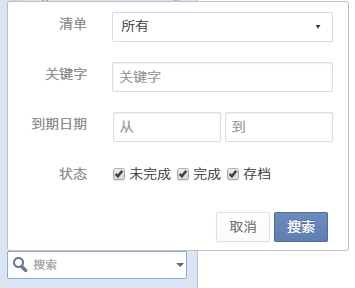 清单 所有
关键字 关键字
到期日期 从 到
状态 未完成 完成 存档
取消 搜索
搜索